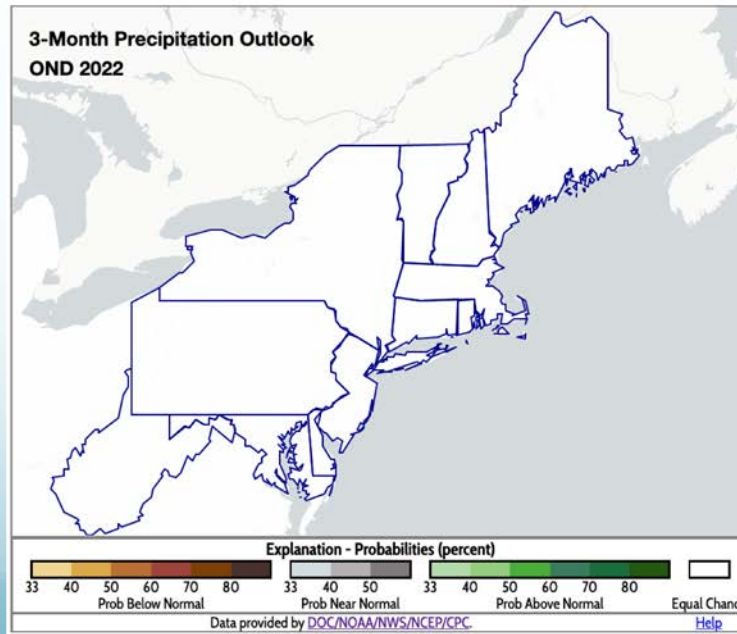 3-Month Precipitation Outlook
OND 2022
Explanation - Probabilities (percent)
33 40 50 60 70 80 33 40 50 33 40 50 60 70 80
Prob Below Normal Prob Near Normal Prob Above Normal Equal Chanc
Data provided by DOC/NOAA/NWS/NCEP/CPC. Help